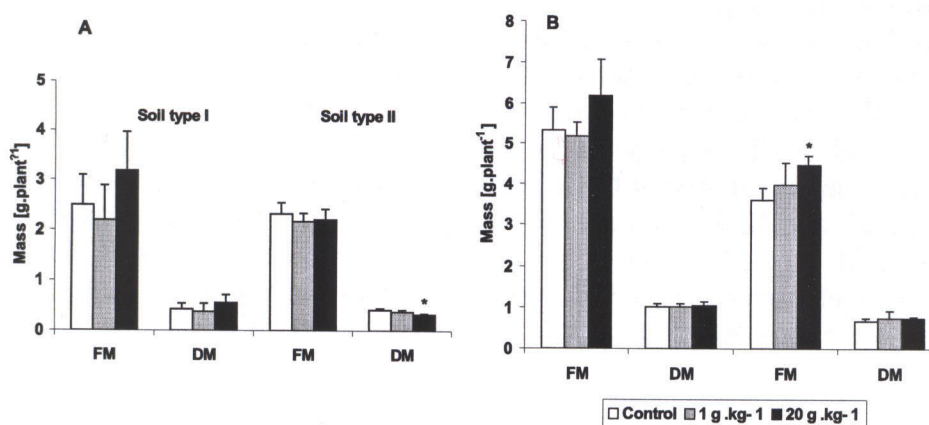 A
Mass [g.plant?1]
5
4
3
2
1
0
Soil type I
Soil type II
*
FM
DM
FM
DM
B
Mass [g.plant-1]
8
7
6
5
4
3
2
1
0
*
FM
DM
FM
DM
Control 1 g .kg- 1 20 g .kg- 1